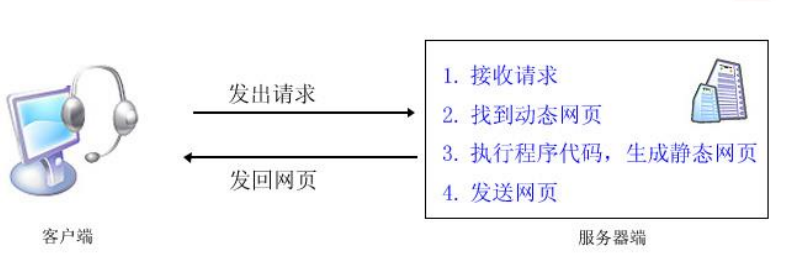 发出请求
发回网页
客户端
1. 接收请求
2. 找到动态网页
3. 执行程序代码，生成静态网页
4. 发送网页
服务器端